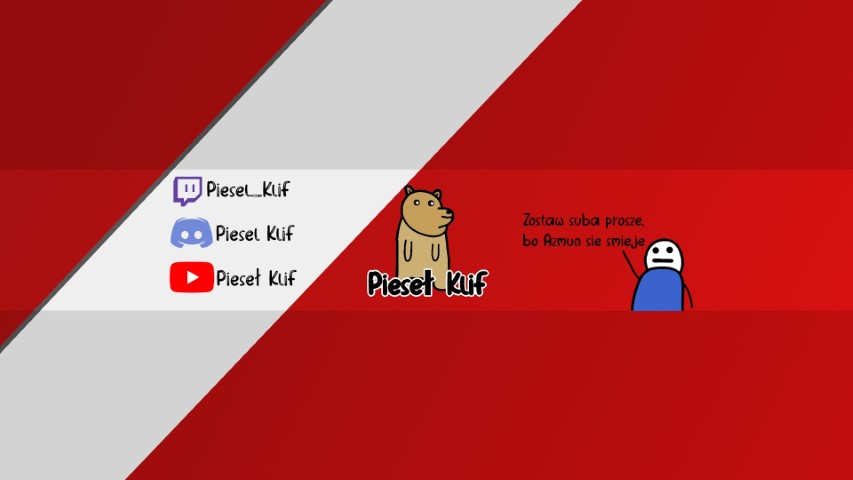 Piesel_Klif
Piesel Klif
Pieseł Klif
Pieseł Klif
Zostaw suba prosze,
bo Azmun sie smieje